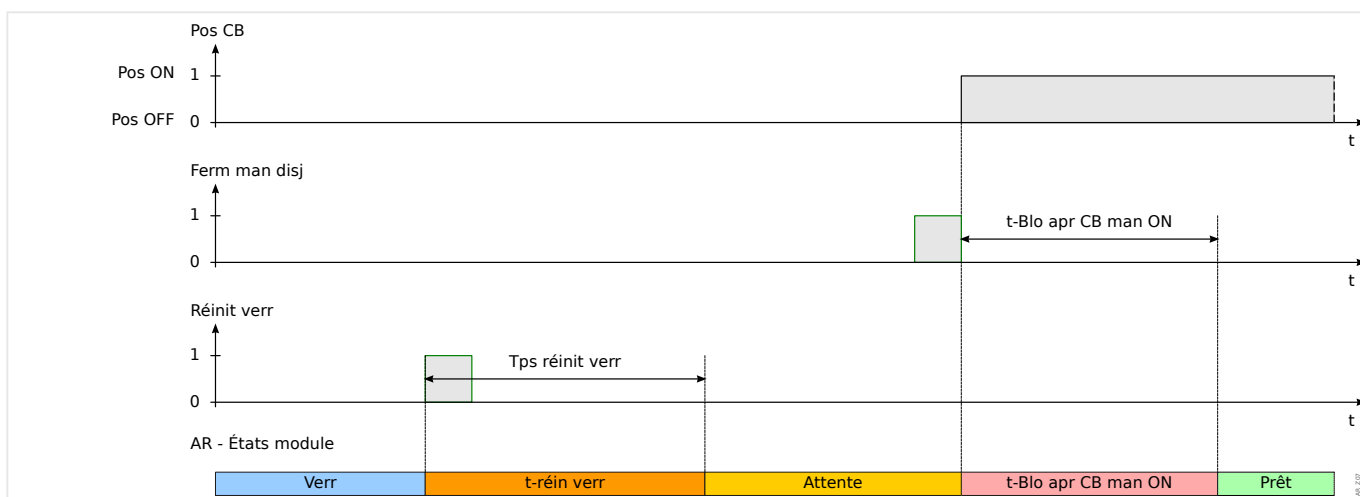 Pos CB
Pos ON 1
Pos OFF 0
t
Ferm man disj
1
t-Blo apr CB man ON
0
t
Réinit verr
1
Tps réinit verr
0
t
AR - États module
Verr t-réin verr Attente t-Blo apr CB man ON Prêt